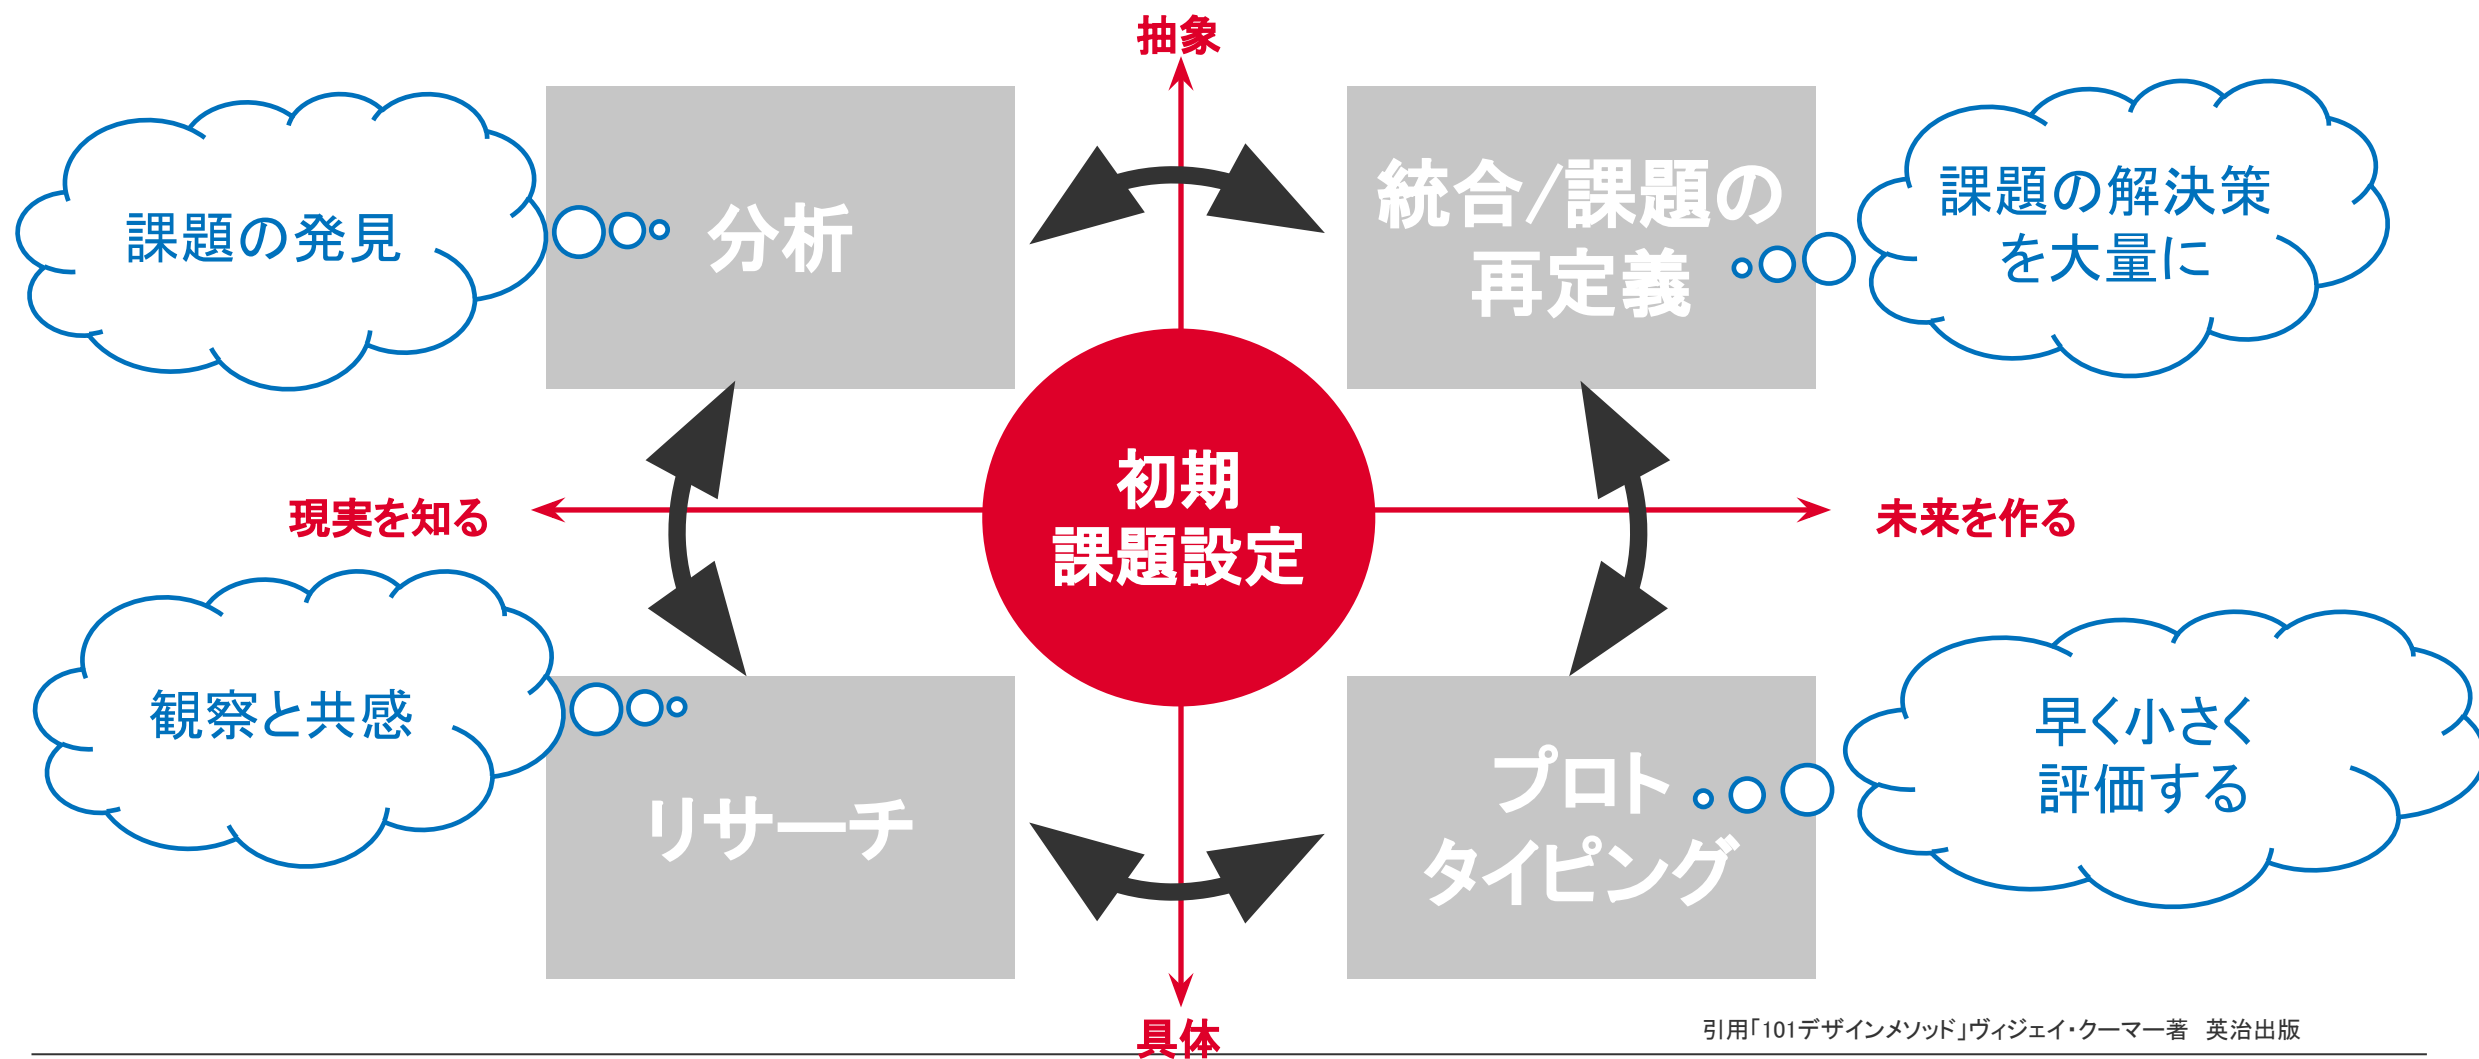 抽象
課題の発見
分析
統合/課題の
再定義
課題の解決策
を大量に
初期
課題設定
現実を知る
未来を作る
観察と共感
リサーチ
プロト
タイピング
早く小さく
評価する
具体
引用「101デザインメソッド」ヴィジェイ・クーマー著　英治出版